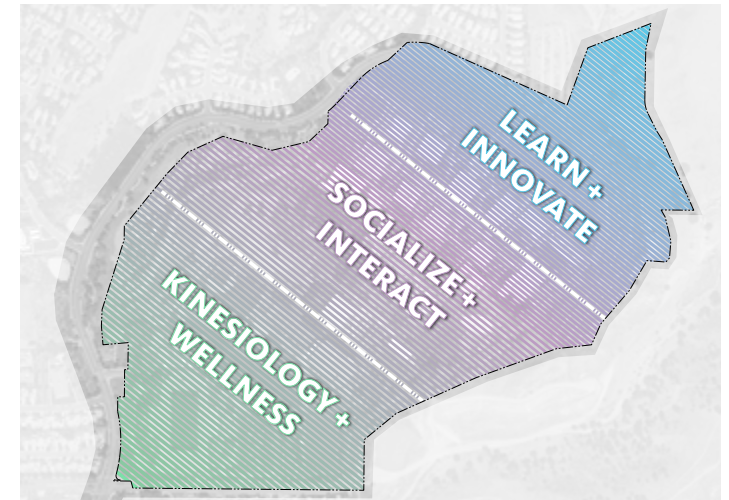 LEARN+
INNOVATE
SOCIALIZE+
INTERACT
KINESIOLOGY+
WELLNESS